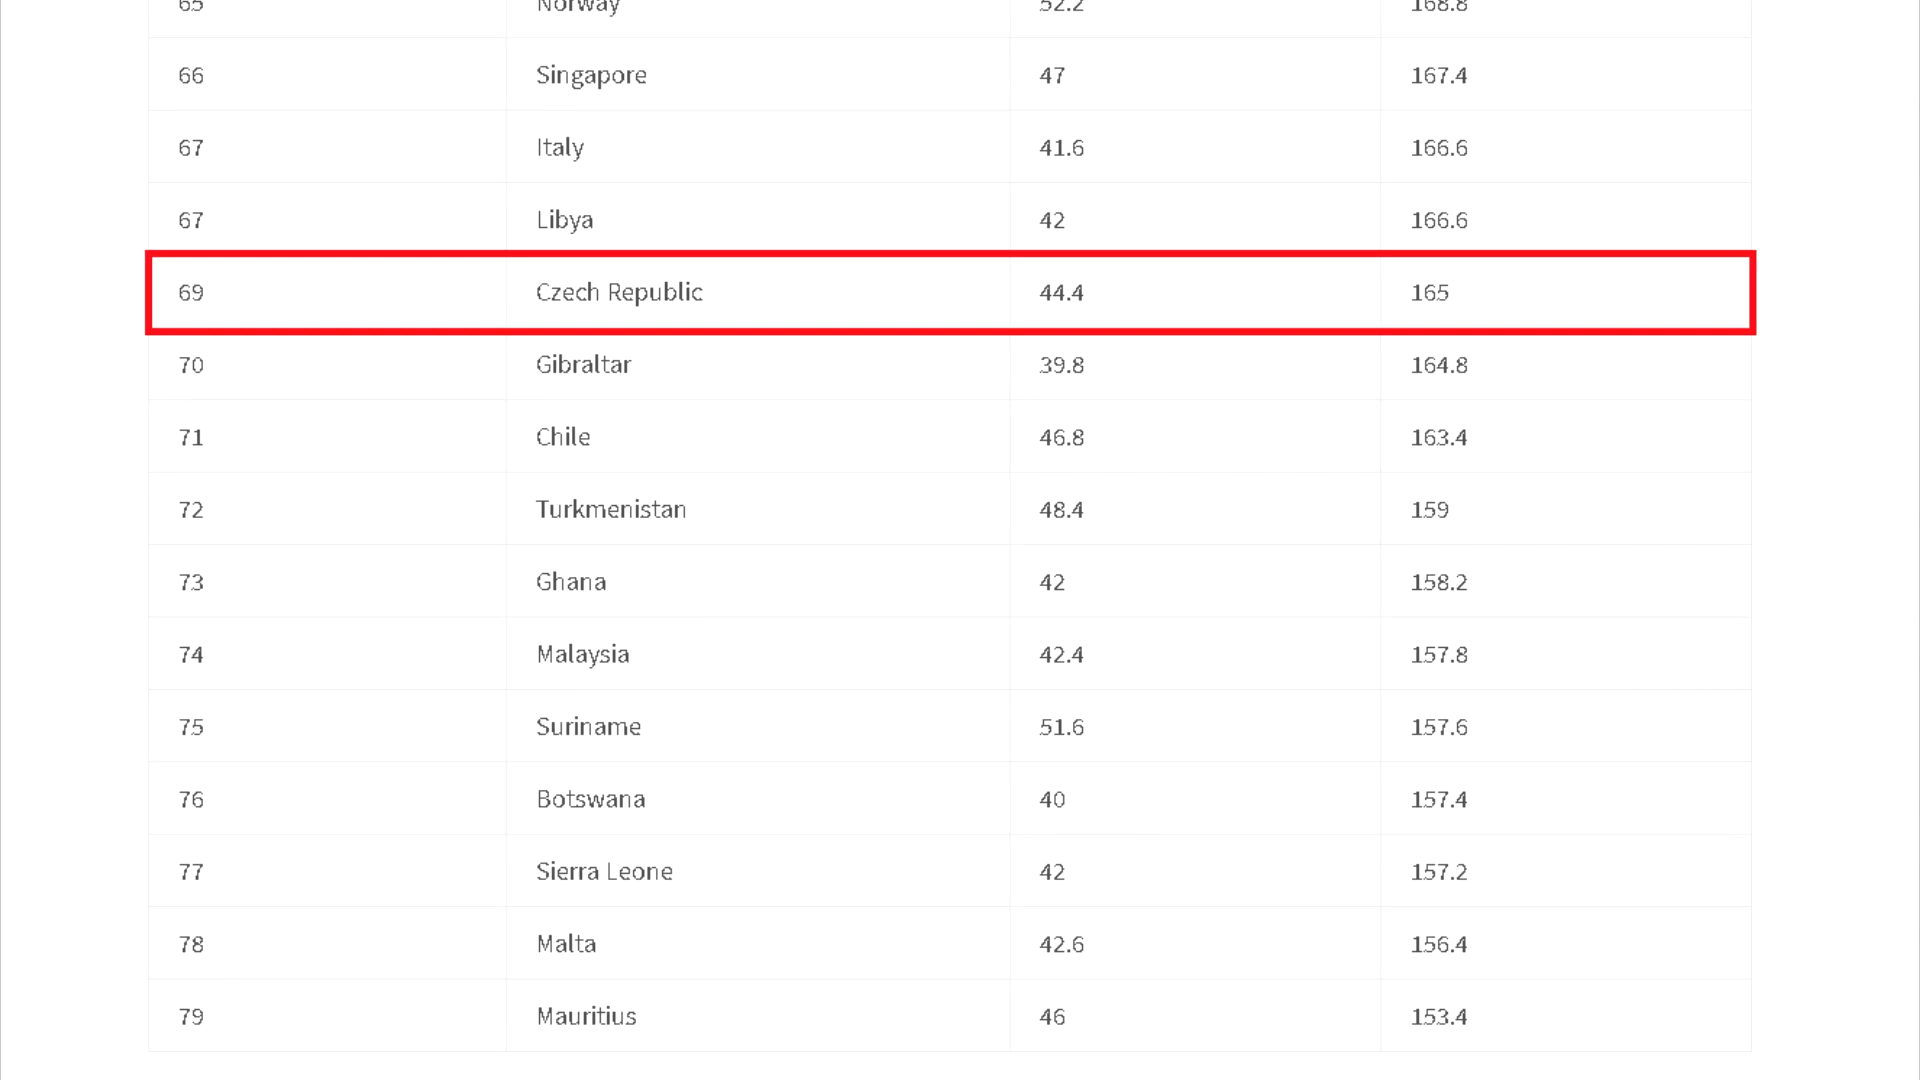 65 Norway 52.2 168.8
66 Singapore 47 167.4
67 Italy 41.6 166.6
67 Libya 42 166.6
69 Czech Republic 44.4 165
70 Gibraltar 39.8 164.8
71 Chile 46.8 163.4
72 Turkmenistan 48.4 159
73 Ghana 42 158.2
74 Malaysia 42.4 157.8
75 Suriname 51.6 157.6
76 Botswana 40 157.4
77 Sierra Leone 42 157.2
78 Malta 42.6 156.4
79 Mauritius 46 153.4